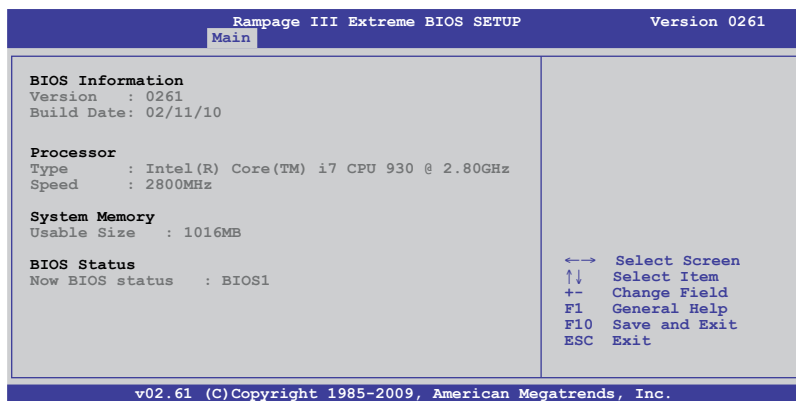 Rampage III Extreme BIOS SETUP Version 0261
Main
BIOS Information
Version : 0261
Build Date: 02/11/10
Processor
Type : Intel(R) Core(TM) i7 CPU 930 @ 2.80GHz
Speed : 2800MHz
System Memory
Usable Size : 1016MB
BIOS Status
Now BIOS status : BIOS1
←→ Select Screen
↑↓ Select Item
+- Change Field
F1 General Help
F10 Save and Exit
ESC Exit
v02.61 (C)Copyright 1985-2009, American Megatrends, Inc.